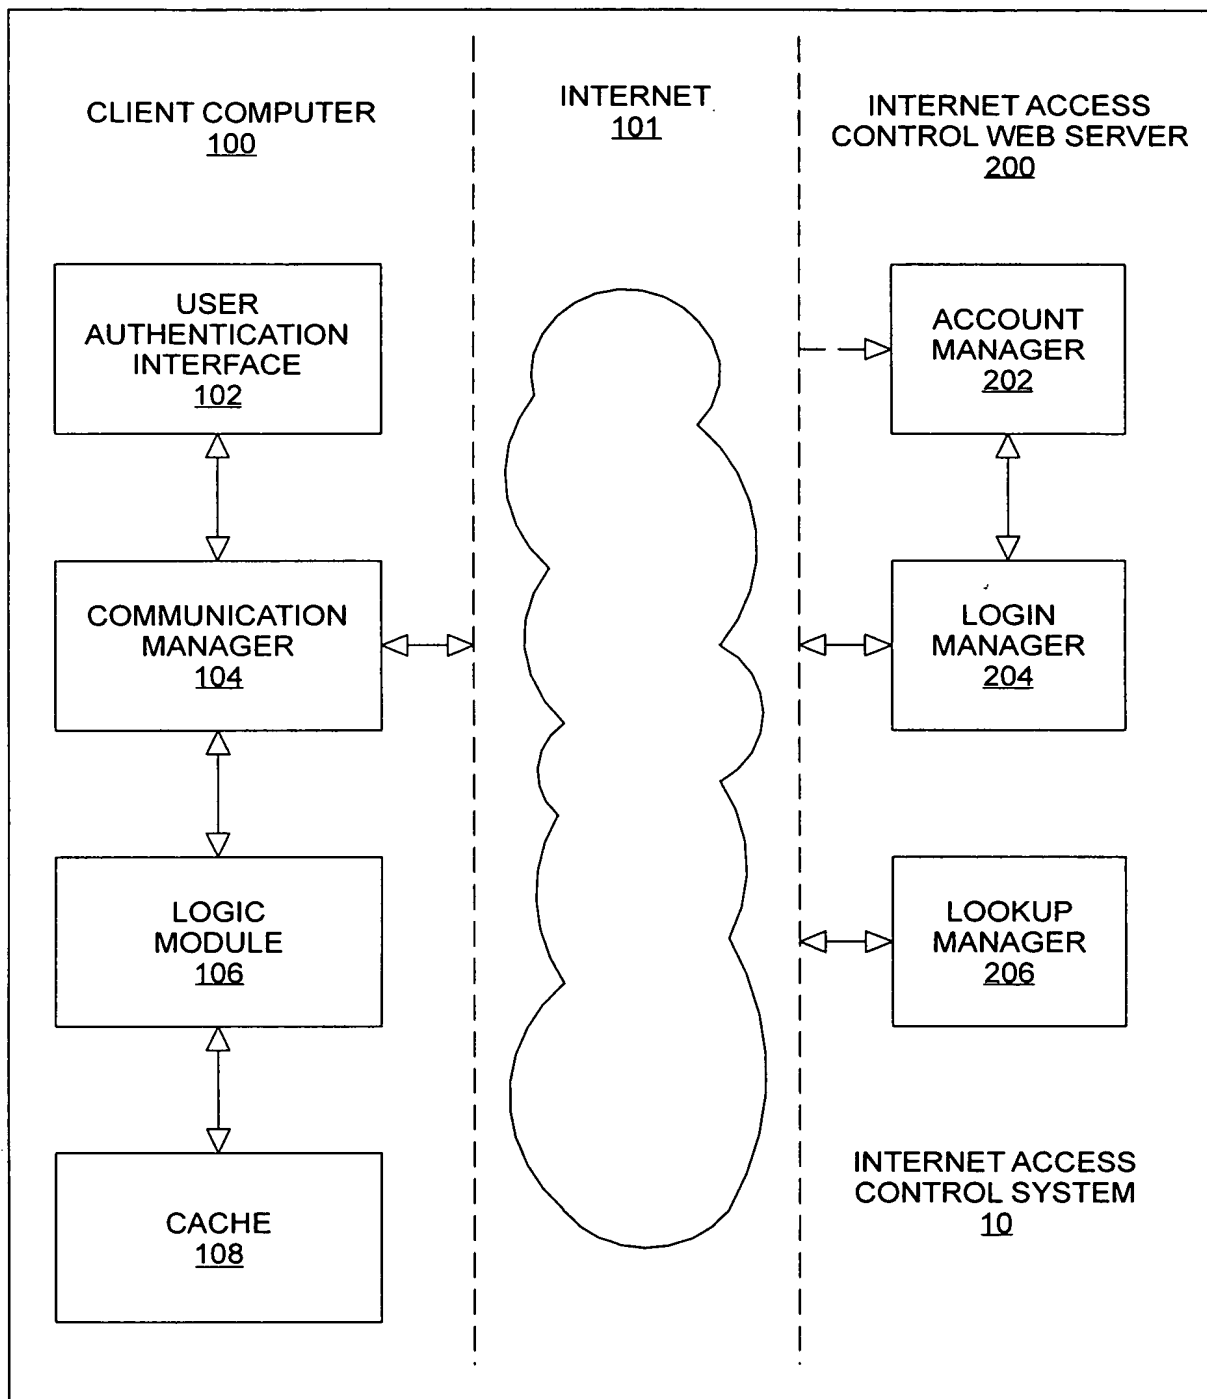 CLIENT COMPUTER
100
INTERNET
101
INTERNET ACCESS
CONTROL WEB SERVER
200
USER
AUTHENTICATION
INTERFACE
102
ACCOUNT
MANAGER
202
COMMUNICATION
MANAGER
104
LOGIN
MANAGER
204
LOGIC
MODULE
106
LOOKUP
MANAGER
206
CACHE
108
INTERNET ACCESS
CONTROL SYSTEM
10